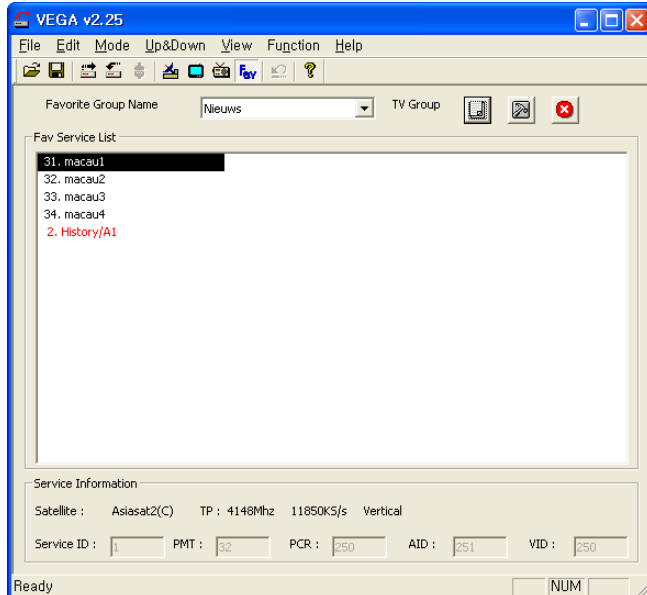 VEGA v2.25
File Edit Mode Up&Down View Function Help
Fav
Favorite Group Name Nieuws TV Group
Fav Service List
31. macau1
32. macau2
33. macau3
34. macau4
2. History/A1
Service Information
Satellite : Asiasat2(C) TP : 4148Mhz 11850KS/s Vertical
Service ID : 1 PMT : 32 PCR : 250 AID : 251 VID : 250
Ready NUM